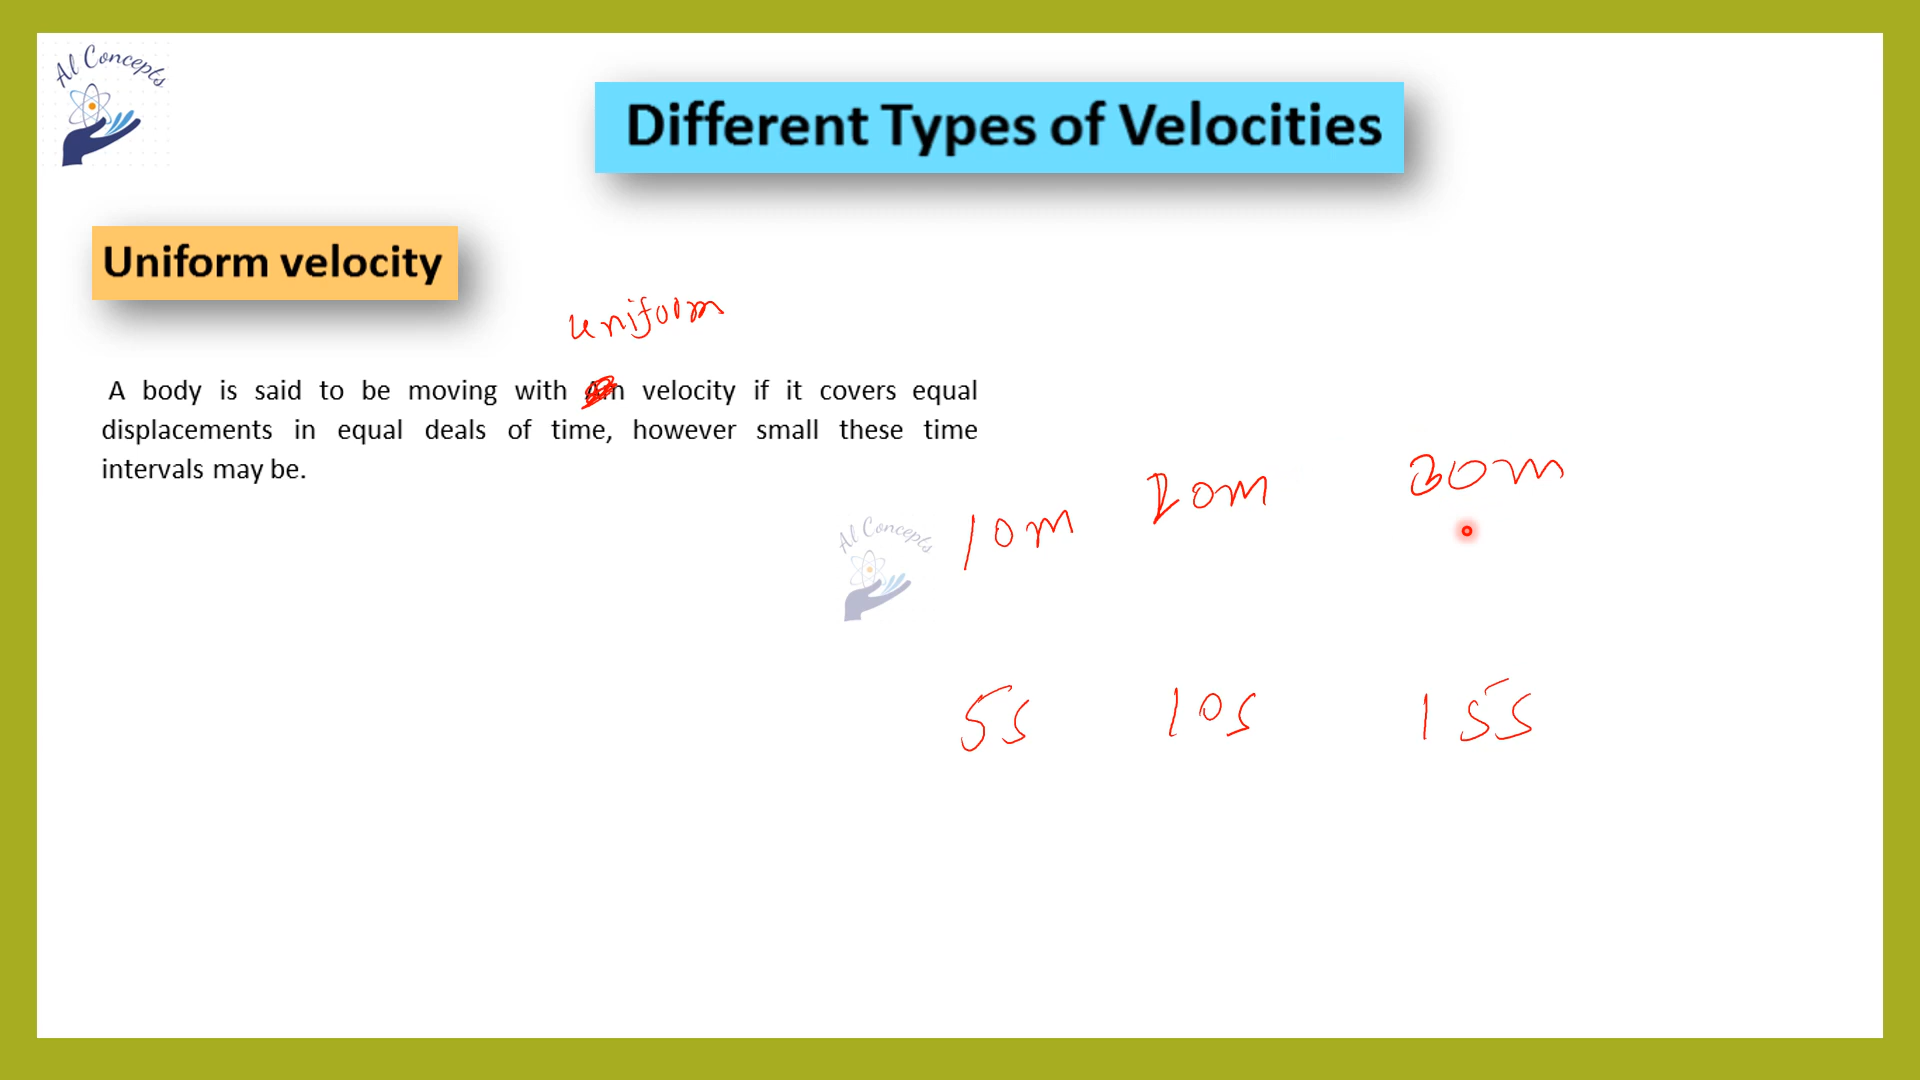 Al Concepts
Different Types of Velocities
Uniform velocity
uniform
A body is said to be moving with velocity if it covers equal
displacements in equal deals of time, however small these time
intervals may be.
10m 20m 30m
Al Concepts
5s 10s 15s